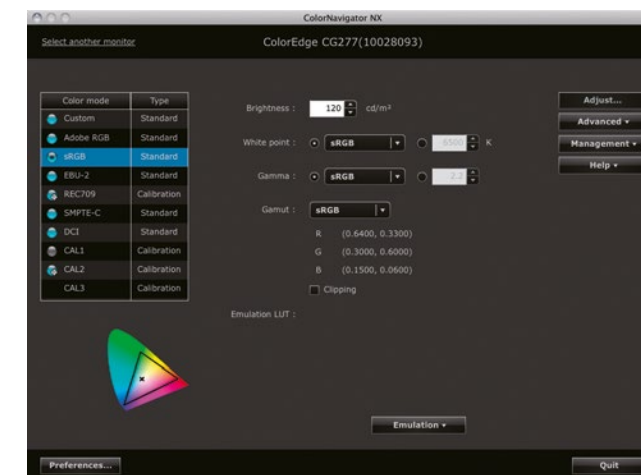 ColorNavigator NX
Select another monitor
ColorEdge CG277(10028093)
Color mode Type
Custom Standard
Adobe RGB Standard
sRGB Standard
EBU-2 Standard
REC709 Calibration
SMPTE-C Standard
DCI Standard
CAL1 Calibration
CAL2 Calibration
CAL3 Calibration
Brightness : 120 cd/m²
White point : sRGB 6500 K
Gamma : sRGB 2.2
Gamut : sRGB
R (0.6400, 0.3300)
G (0.3000, 0.6000)
B (0.1500, 0.0600)
Clipping
Emulation LUT :
Adjust...
Advanced
Management
Help
Emulation
Preferences...
Quit